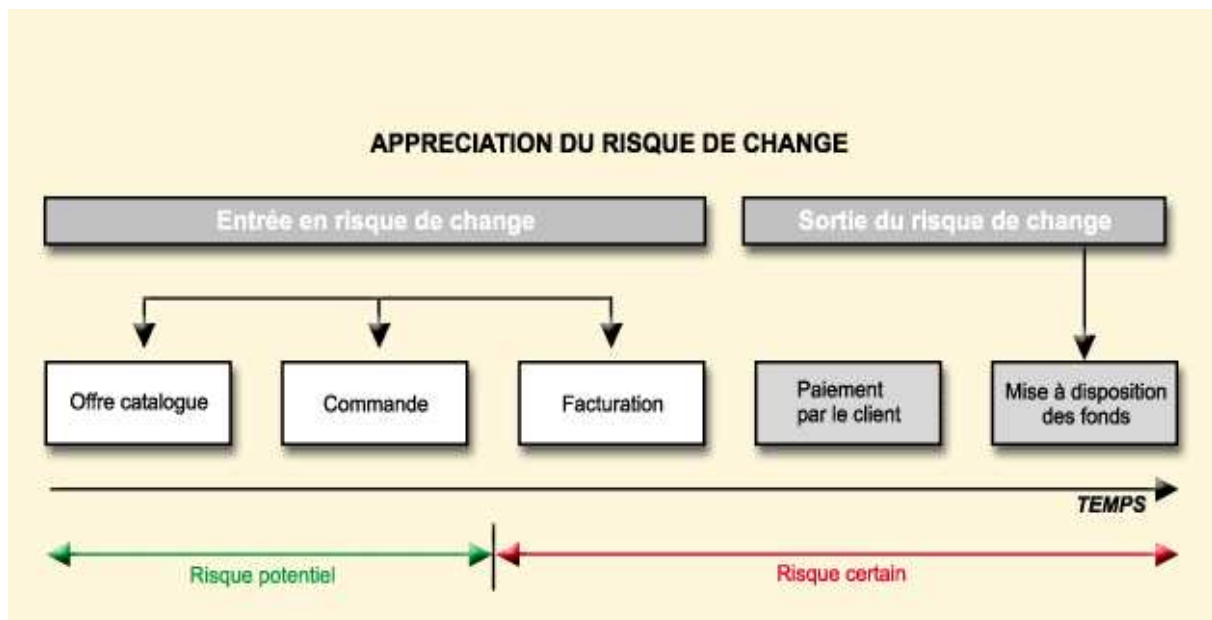 APPRECIATION DU RISQUE DE CHANGE
Entrée en risque de change
Sortie du risque de change
Offre catalogue
Commande
Facturation
Paiement
par le client
Mise à disposition
des fonds
TEMPS
Risque potentiel
Risque certain